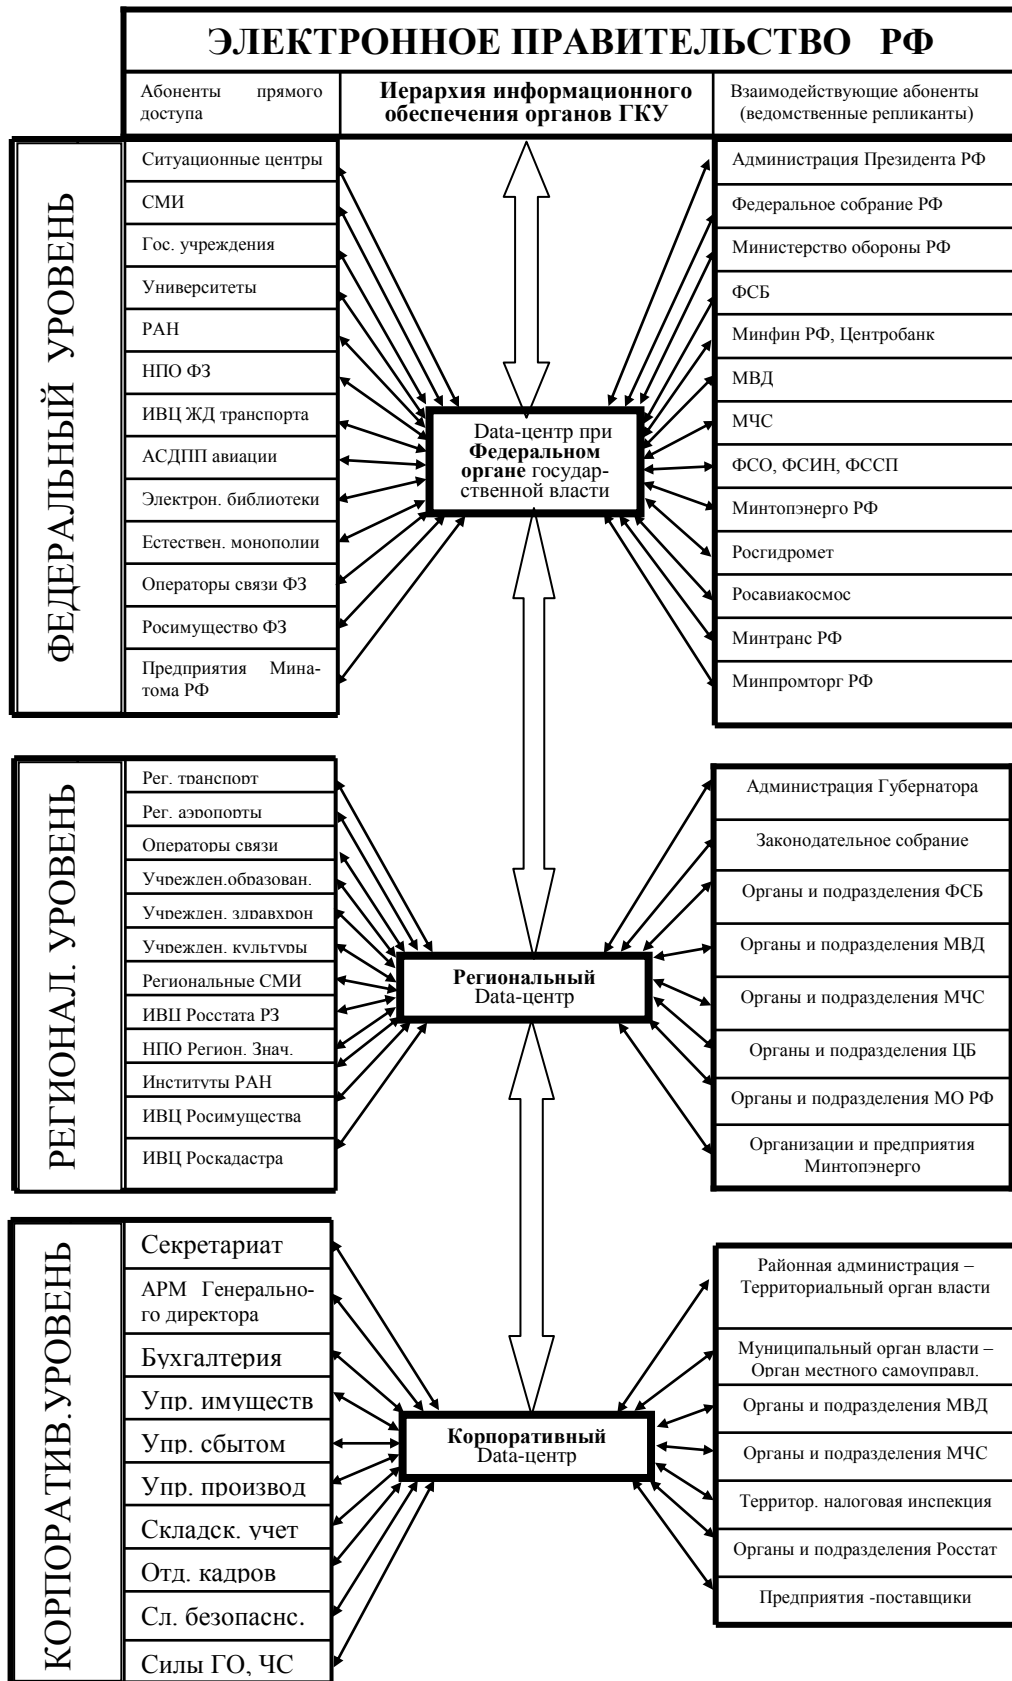 ЭЛЕКТРОННОЕ ПРАВИТЕЛЬСТВО РФ
Абоненты прямого
доступа
Иерархия информационного
обеспечения органов ГКУ
Взаимодействующие абоненты
(ведомственные репликанты)
ФЕДЕРАЛЬНЫЙ УРОВЕНЬ
Ситуационные центры
СМИ
Гос. учреждения
Университеты
РАН
НПО ФЗ
ИВЦ ЖД транспорта
АСДПП авиации
Электрон. библиотеки
Естествен. монополии
Операторы связи ФЗ
Росимущество ФЗ
Предприятия Мина-
тома РФ
Data-центр при
Федеральном
органе государ-
ственной власти
Администрация Президента РФ
Федеральное собрание РФ
Министерство обороны РФ
ФСБ
Минфин РФ, Центробанк
МВД
МЧС
ФСО, ФСИН, ФССП
Минтопэнерго РФ
Росгидромет
Росавиакосмос
Минтранс РФ
Минпромторг РФ
РЕГИОНАЛ. УРОВЕНЬ
Рег. транспорт
Рег. аэропорты
Операторы связи
Учрежден.образован.
Учрежден. здравхрон
Учрежден. культуры
Региональные СМИ
ИВЦ Росстата РЗ
НПО Регион. Знач.
Институты РАН
ИВЦ Росимущества
ИВЦ Роскадастра
Региональный
Data-центр
Администрация Губернатора
Законодательное собрание
Органы и подразделения ФСБ
Органы и подразделения МВД
Органы и подразделения МЧС
Органы и подразделения ЦБ
Органы и подразделения МО РФ
Организации и предприятия
Минтопэнерго
КОРПОРАТИВ.УРОВЕНЬ
Секретариат
АРМ Генерально-
го директора
Бухгалтерия
Упр. имуществ
Упр. сбытом
Упр. производ
Складск. учет
Отд. кадров
Сл. безопаснс.
Силы ГО, ЧС
Корпоративный
Data-центр
Районная администрация –
Территориальный орган власти
Муниципальный орган власти –
Орган местного самоуправл.
Органы и подразделения МВД
Органы и подразделения МЧС
Территор. налоговая инспекция
Органы и подразделения Росстат
Предприятия -поставщики